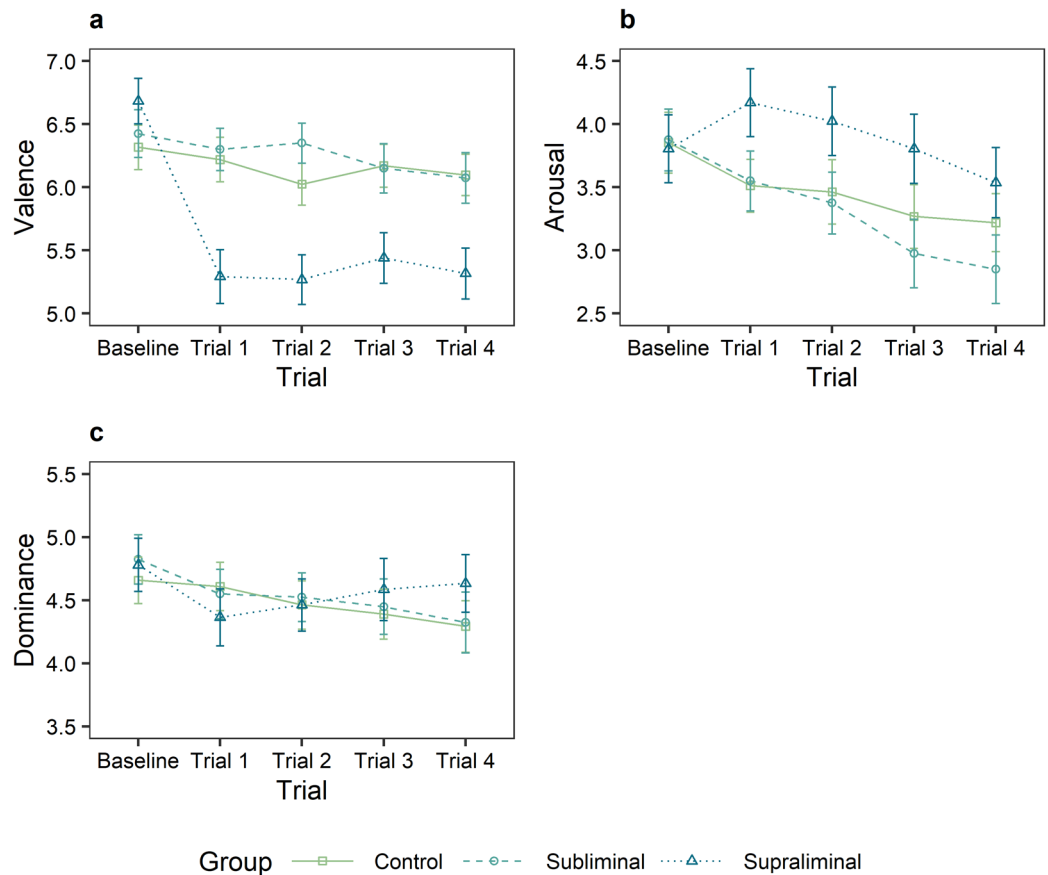 a
7.0
6.5
6.0
5.5
5.0
Valence
Baseline Trial 1 Trial 2 Trial 3 Trial 4
Trial
b
4.5
4.0
3.5
3.0
2.5
Arousal
Baseline Trial 1 Trial 2 Trial 3 Trial 4
Trial
c
5.5
5.0
4.5
4.0
3.5
Dominance
Baseline Trial 1 Trial 2 Trial 3 Trial 4
Trial
Group Control Subliminal Supraliminal